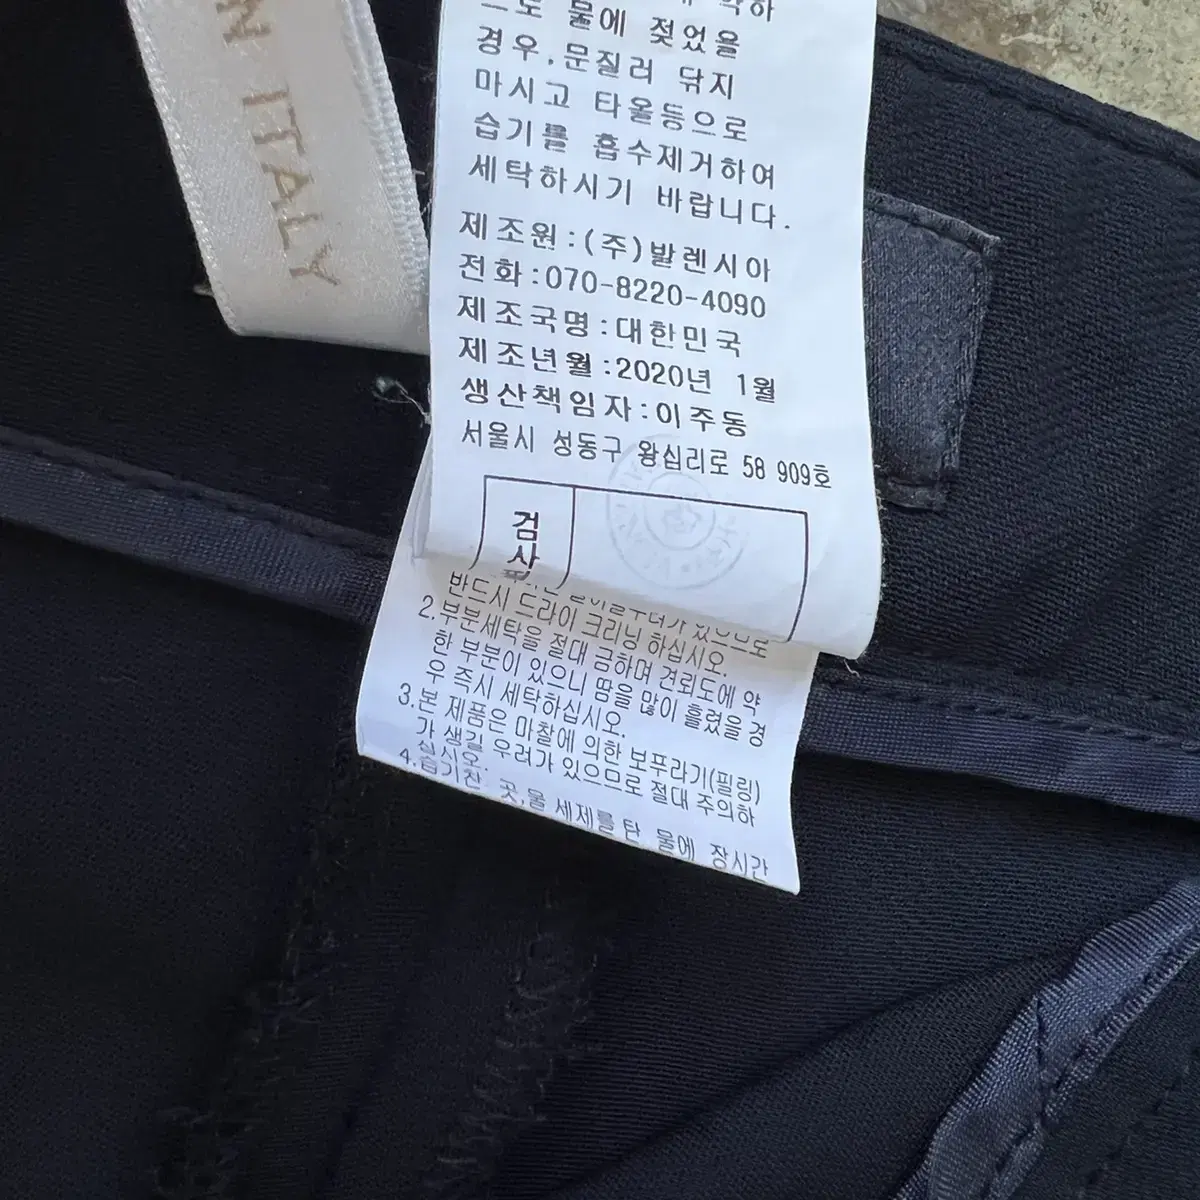 N ITALY
으로 물에 젖었을
경우,문질러 닦지
마시고 타올등으로
습기를 흡수제거하여
세탁하시기 바랍니다.
제조원:(주)발렌시아
전화:070-8220-4090
제조국명:대한민국
제조년월:2020년 1월
생산책임자:이주동
서울시 성동구 왕십리로 58 909호
검
사
있으므로
반드시 드라이 크리닝 하십시오.
2.부분세탁을 절대 금하며 견뢰도에 약
한 부분이 있으니 땀을 많이 흘렸을 경
우 즉시 세탁하십시오.
3.본 제품은 마찰에 의한 보푸라기(필링)
가 생길 우려가 있으므로 절대 주의하
십시오.
4.습기찬 곳,물 세제를 탄 물에 장시간